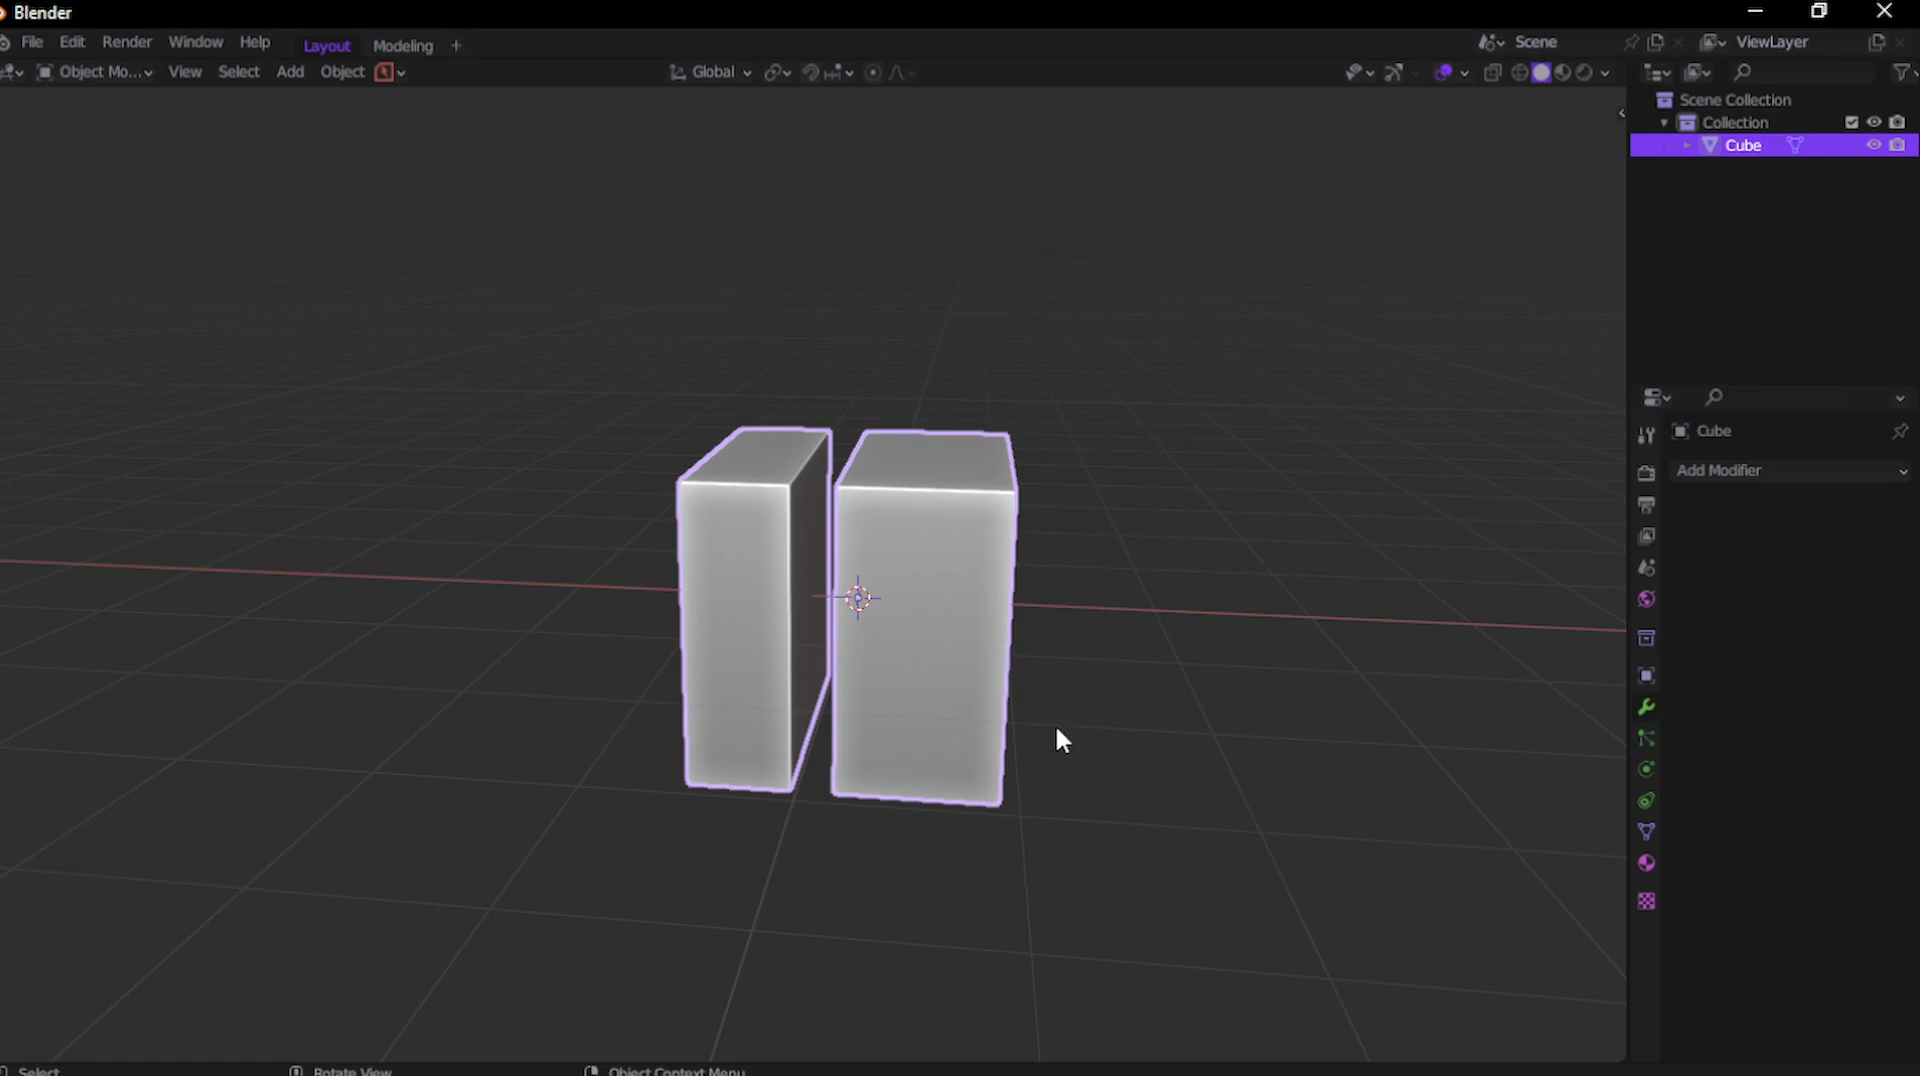 Blender
File Edit Render Window Help Layout Modeling + Scene ViewLayer
Object Mo... View Select Add Object Global
Scene Collection
Collection
Cube
Cube
Add Modifier
Select Rotate View Object Context Menu